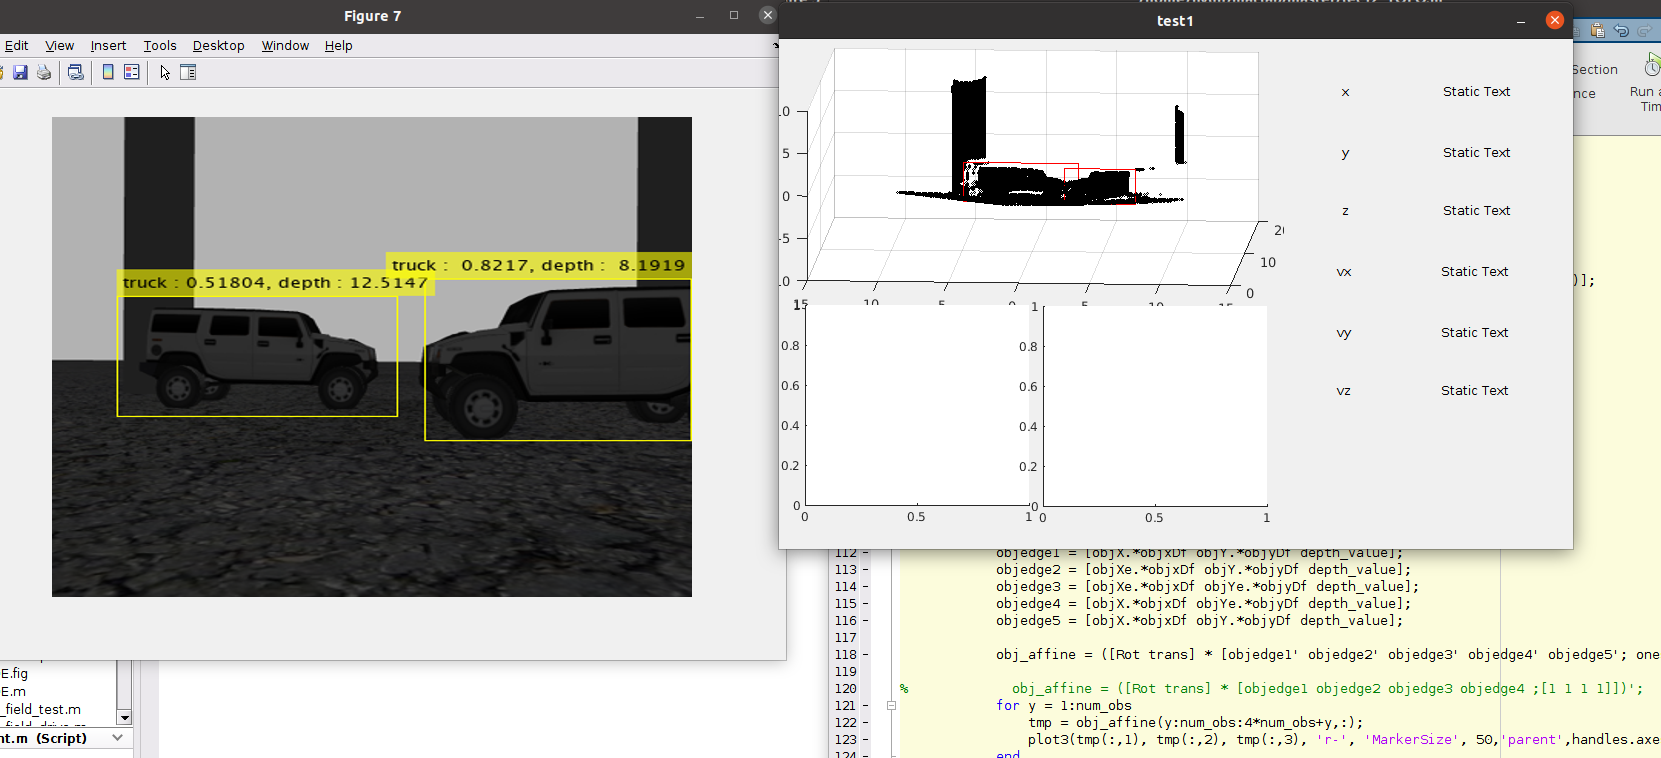 Figure 7
Edit View Insert Tools Desktop Window Help
truck : 0.8217, depth : 8.1919
truck : 0.51804, depth : 12.5147
E.fig
E.m
_field_test.m
nt.m (Script)
test1
5
0
-5
15
10
5
0
5
10
15
0
10
1
0.8
0.6
0.4
0.2
0
0 0.5 1
1
0.8
0.6
0.4
0.2
0
0 0.5 1
x Static Text
y Static Text
z Static Text
vx Static Text
vy Static Text
vz Static Text
Section
nce
Run a
Tim
)];
112 - objedge1 = [objX.*objxDf objY.*objyDf depth_value];
113 - objedge2 = [objXe.*objxDf objY.*objyDf depth_value];
114 - objedge3 = [objXe.*objxDf objYe.*objyDf depth_value];
115 - objedge4 = [objX.*objxDf objYe.*objyDf depth_value];
116 - objedge5 = [objX.*objxDf objY.*objyDf depth_value];
117
118 - obj_affine = ([Rot trans] * [objedge1' objedge2' objedge3' objedge4' objedge5'; one
119
120 % obj_affine = ([Rot trans] * [objedge1 objedge2 objedge3 objedge4 ;[1 1 1 1]])';
121 - for y = 1:num_obs
122 - tmp = obj_affine(y:num_obs:4*num_obs+y,:);
123 - plot3(tmp(:,1), tmp(:,2), tmp(:,3), 'r-', 'MarkerSize', 50,'parent',handles.axe
124 - end